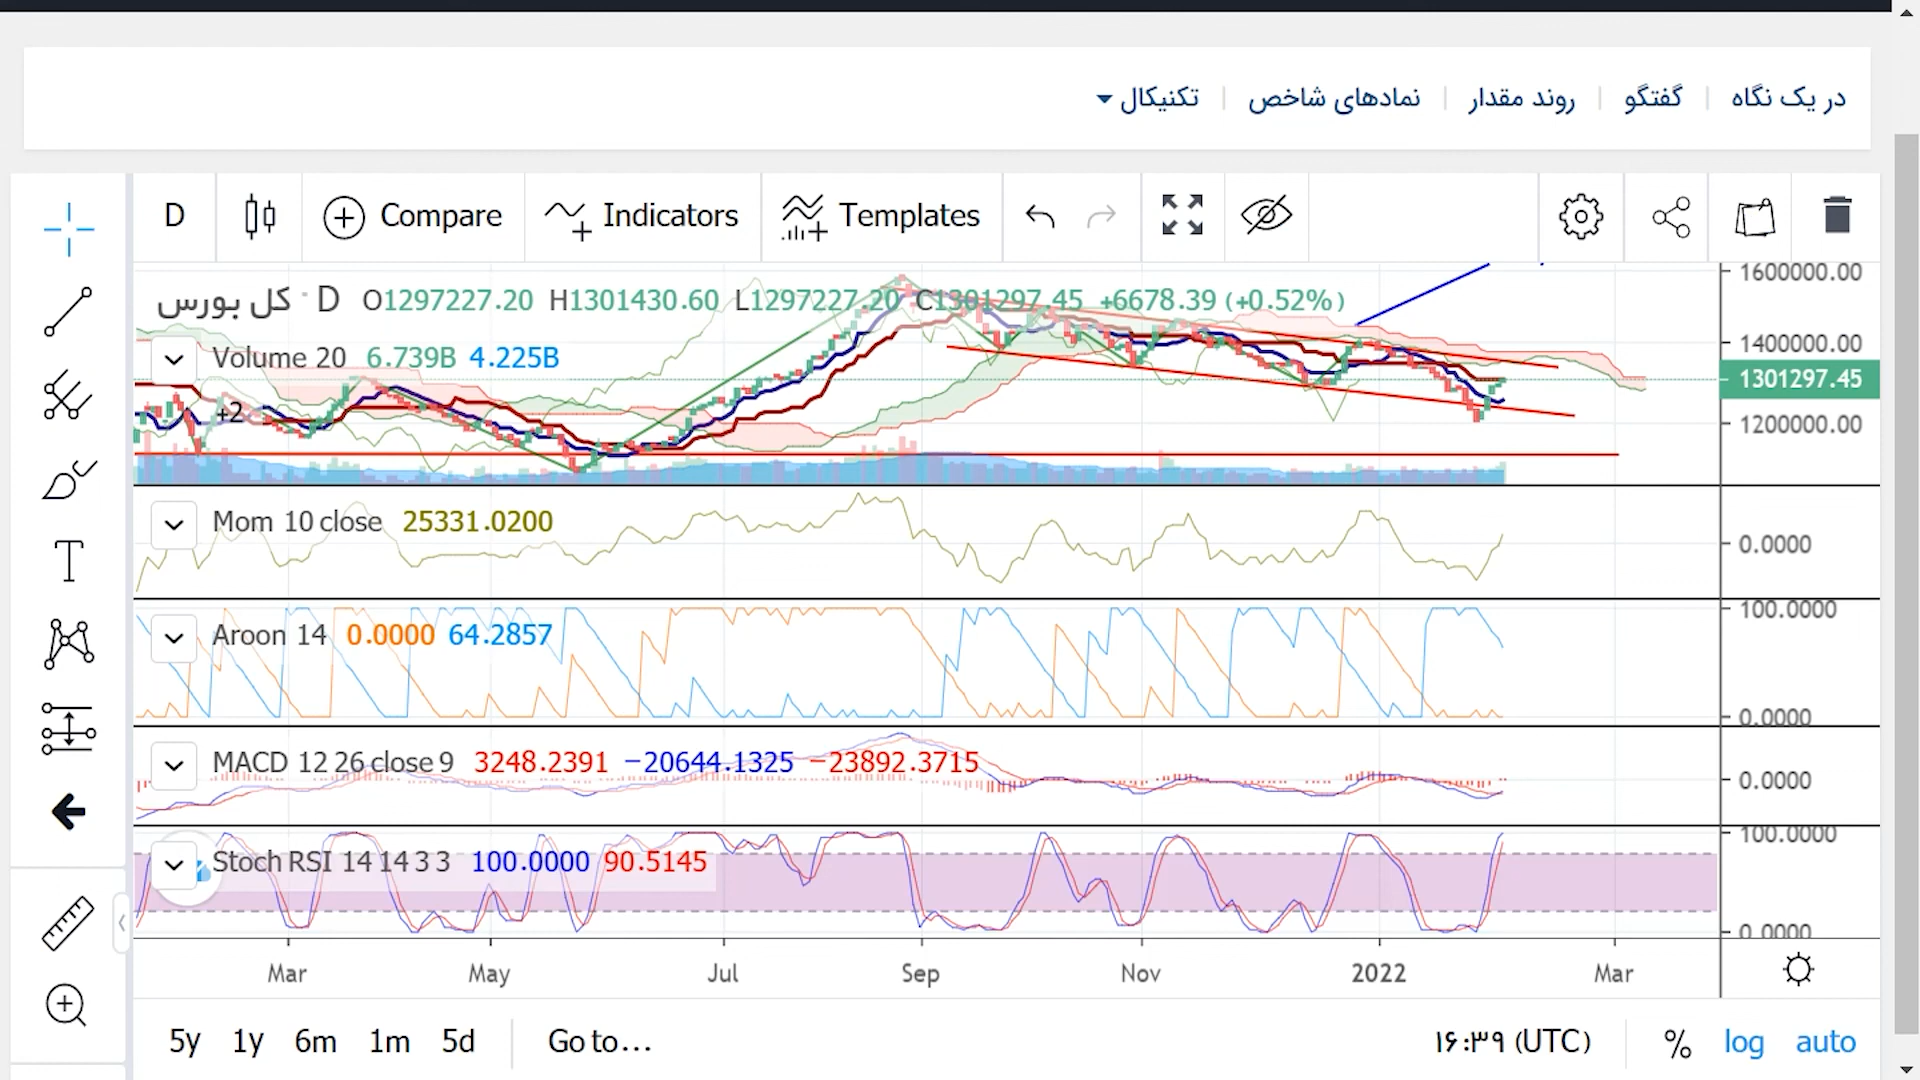 در یک نگاه | گفتگو | روند مقدار | نمادهای شاخص | تکنیکال
D Compare Indicators Templates
کل بورس · D O1297227.20 H1301430.60 L1297227.20 C1301297.45 +6678.39 (+0.52%)
1600000.00
Volume 20 6.739B 4.225B
1400000.00
1301297.45
+2
1200000.00
Mom 10 close 25331.0200
0.0000
Aroon 14 0.0000 64.2857
100.0000
0.0000
MACD 12 26 close 9 3248.2391 −20644.1325 −23892.3715
0.0000
Stoch RSI 14 14 3 3 100.0000 90.5145
100.0000
0.0000
Mar May Jul Sep Nov 2022 Mar
5y 1y 6m 1m 5d Go to... ۱۶:۳۹ (UTC) % log auto